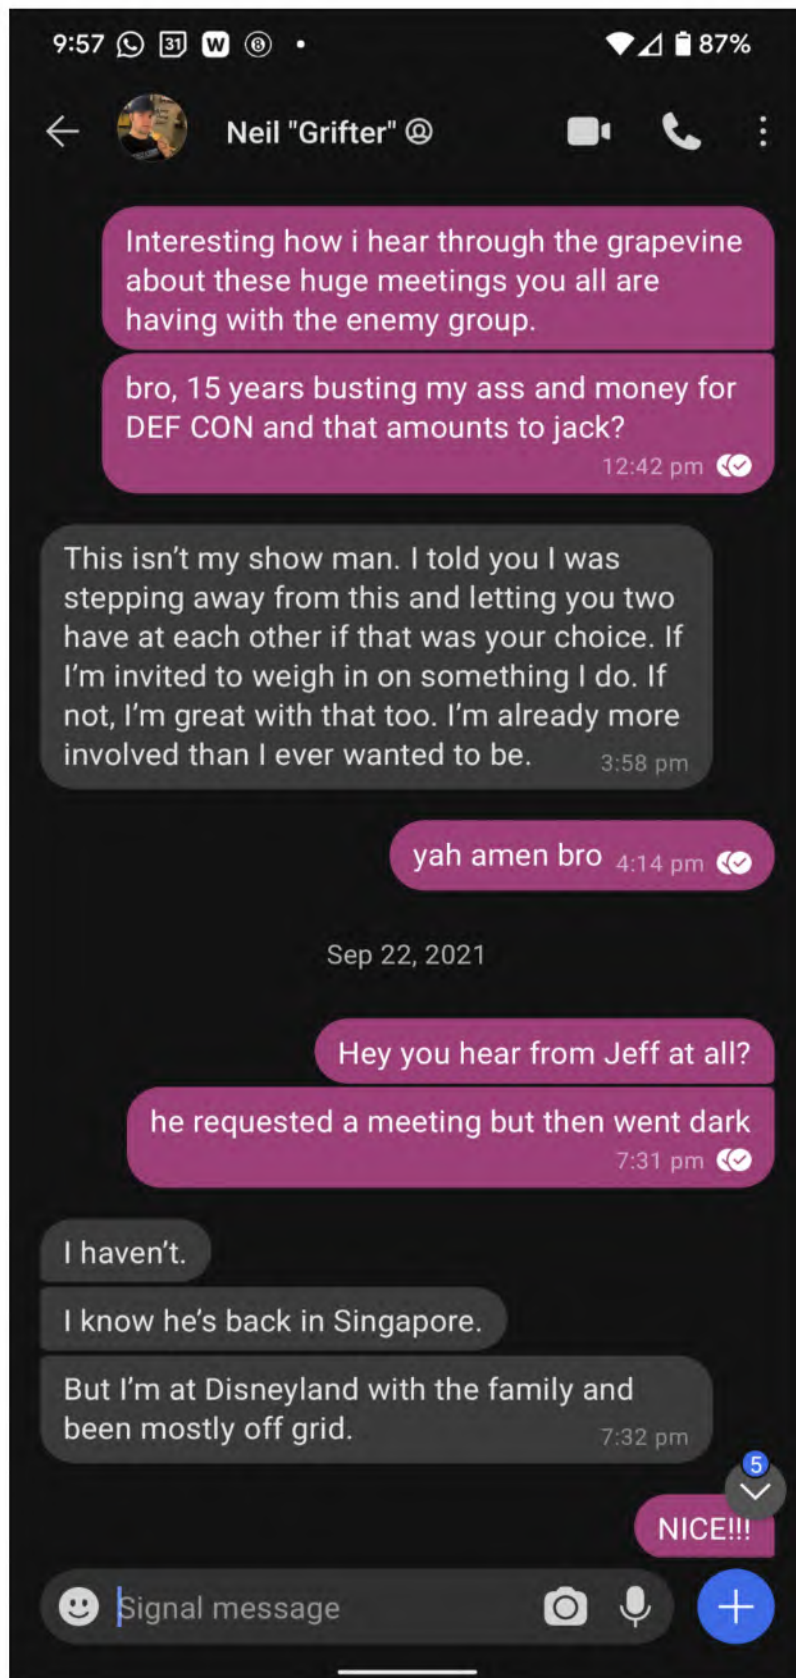 9:57 31 W 8 87%
Neil "Grifter"
Interesting how i hear through the grapevine
about these huge meetings you all are
having with the enemy group.
bro, 15 years busting my ass and money for
DEF CON and that amounts to jack?
12:42 pm
This isn't my show man. I told you I was
stepping away from this and letting you two
have at each other if that was your choice. If
I'm invited to weigh in on something I do. If
not, I'm great with that too. I'm already more
involved than I ever wanted to be. 3:58 pm
yah amen bro 4:14 pm
Sep 22, 2021
Hey you hear from Jeff at all?
he requested a meeting but then went dark
7:31 pm
I haven't.
I know he's back in Singapore.
But I'm at Disneyland with the family and
been mostly off grid. 7:32 pm
5
NICE!!!
Signal message